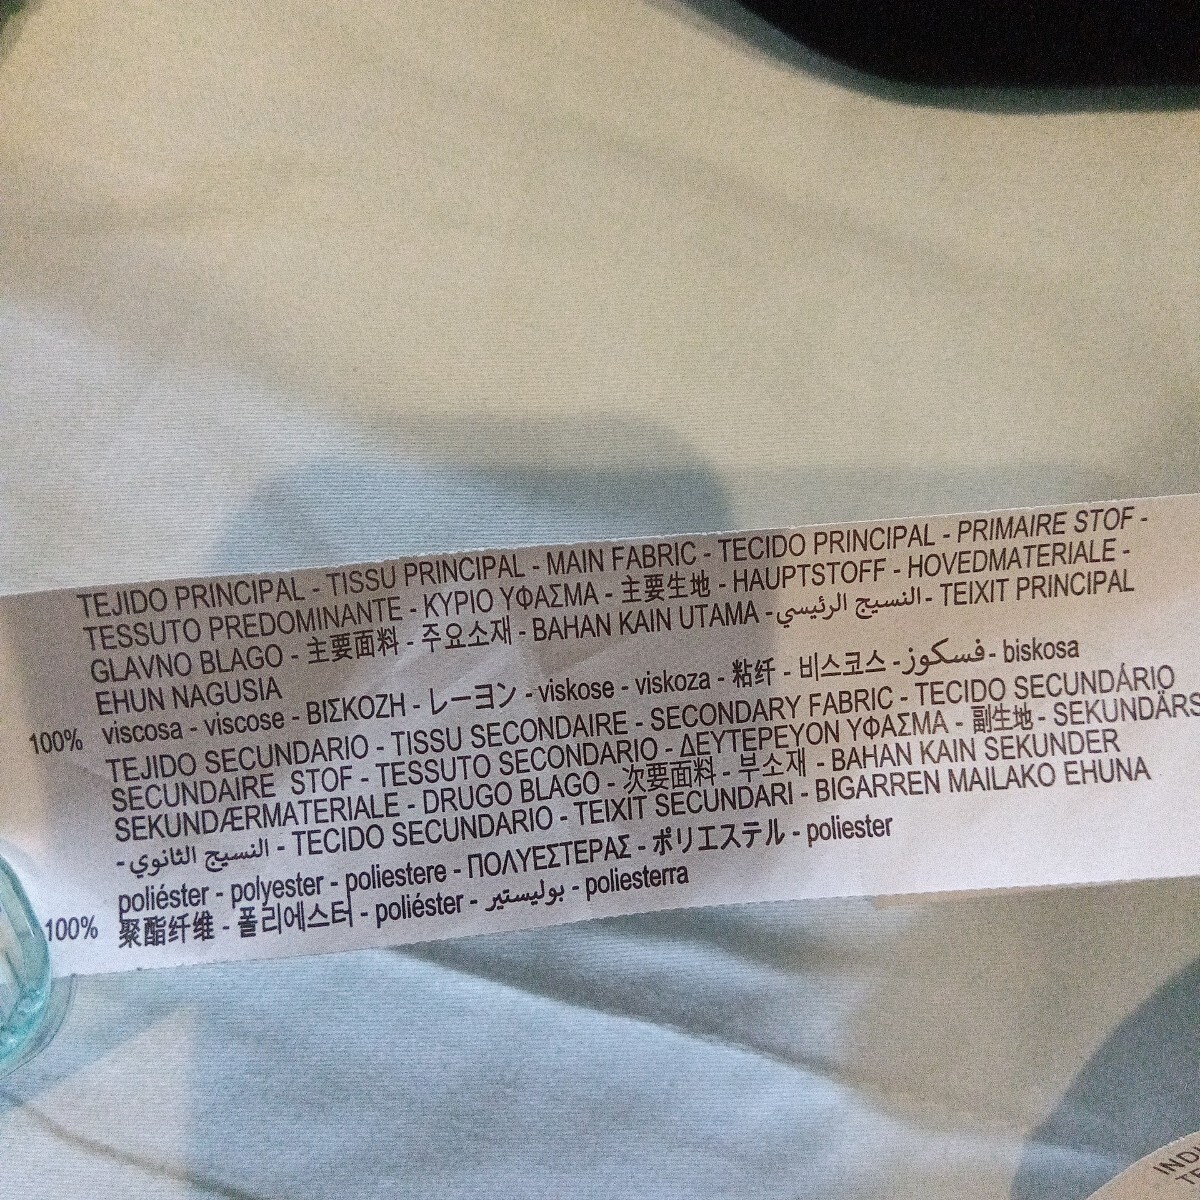 TEJIDO PRINCIPAL - TISSU PRINCIPAL - MAIN FABRIC - TECIDO PRINCIPAL - PRIMAIRE STOF -
TESSUTO PREDOMINANTE - ΚΥΡΙΟ ΥΦΑΣΜΑ - 主要生地 - HAUPTSTOFF - HOVEDMATERIALE -
GLAVNO BLAGO - 主要面料 - 주요소재 - BAHAN KAIN UTAMA - النسيج الرئيسي - TEIXIT PRINCIPAL
EHUN NAGUSIA
100% viscosa - viscose - ΒΙΣΚΟΖΗ - レーヨン - viskose - viskoza - 粘纤 - 비스코스 - فسكوز - biskosa
TEJIDO SECUNDARIO - TISSU SECONDAIRE - SECONDARY FABRIC - TECIDO SECUNDÁRIO
SECUNDAIRE STOF - TESSUTO SECONDARIO - ΔΕΥΤΕΡΕΥΟΝ ΥΦΑΣΜΑ - 副生地 - SEKUNDÄRS
SEKUNDÆRMATERIALE - DRUGO BLAGO - 次要面料 - 부소재 - BAHAN KAIN SEKUNDER
- النسيج الثانوي - TECIDO SECUNDARIO - TEIXIT SECUNDARI - BIGARREN MAILAKO EHUNA
poliéster - polyester - poliestere - ΠΟΛΥΕΣΤΕΡΑΣ - ポリエステル - poliester
100% 聚酯纤维 - 폴리에스터 - poliéster - بوليستير - poliesterra